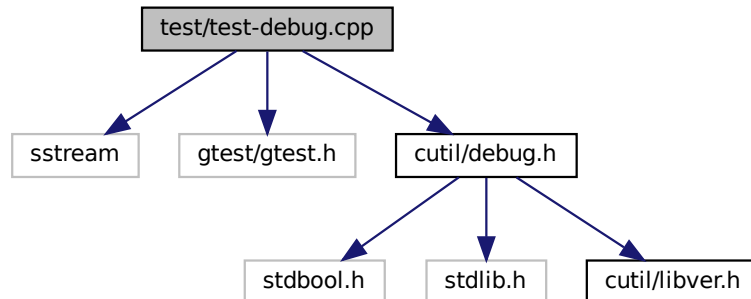 test/test-debug.cpp
sstream
gtest/gtest.h
cutil/debug.h
stdbool.h
stdlib.h
cutil/libver.h